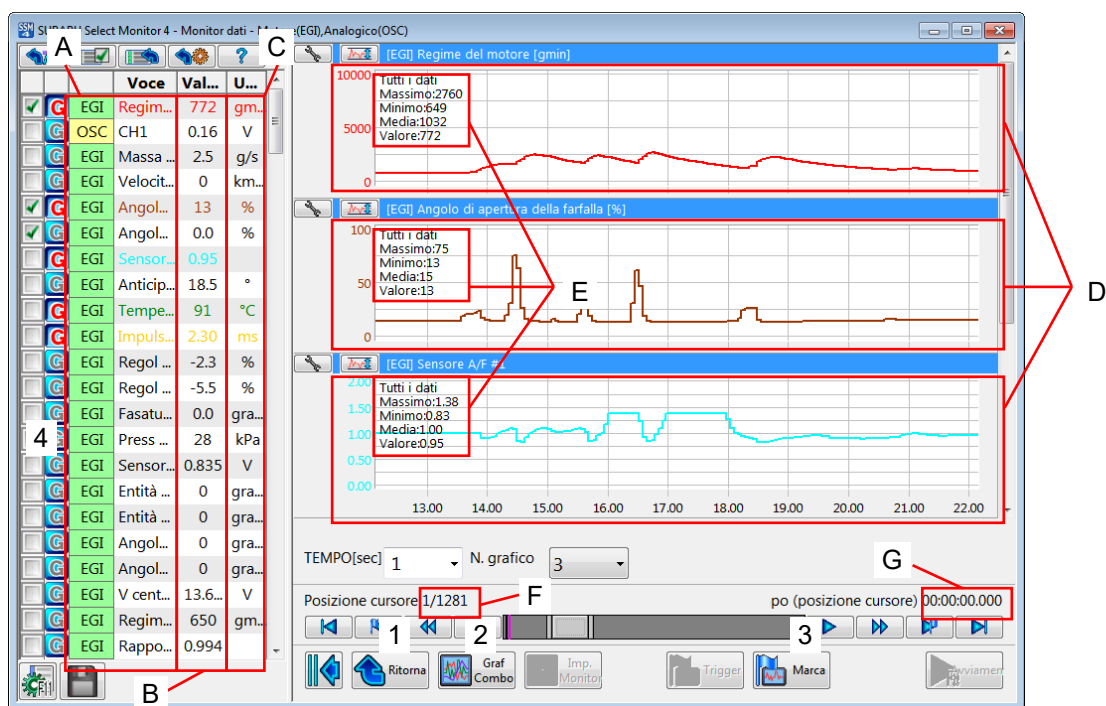 SUBARU Select Monitor 4 - Monitor dati - Motore(EGI),Analogico(OSC)
A
C
?
Voce Val... U...
G EGI Regim... 772 gm...
G OSC CH1 0.16 V
G EGI Massa ... 2.5 g/s
G EGI Velocit... 0 km...
G EGI Angol... 13 %
G EGI Angol... 0.0 %
G EGI Sensor... 0.95
G EGI Anticip... 18.5 °
G EGI Tempe... 91 °C
G EGI Impuls... 2.30 ms
G EGI Regol ... -2.3 %
G EGI Regol ... -5.5 %
G EGI Fasatu... 0.0 gra...
4 G EGI Press ... 28 kPa
G EGI Sensor... 0.835 V
G EGI Entità ... 0 gra...
G EGI Entità ... 0 gra...
G EGI Angol... 0 gra...
G EGI Angol... 0 gra...
G EGI V cent... 13.6... V
G EGI Regim... 650 gm...
G EGI Rappo... 0.994
B
[EGI] Regime del motore [gmin]
10000
5000
0
Tutti i dati
Massimo:2760
Minimo:649
Media:1032
Valore:772
[EGI] Angolo di apertura della farfalla [%]
100
50
0
Tutti i dati
Massimo:75
Minimo:13
Media:15
Valore:13
E
D
[EGI] Sensore A/F #1
2.00
1.50
1.00
0.50
0.00
Tutti i dati
Massimo:1.38
Minimo:0.83
Media:1.00
Valore:0.95
13.00 14.00 15.00 16.00 17.00 18.00 19.00 20.00 21.00 22.00
TEMPO[sec] 1 N. grafico 3
G
Posizione cursore 1/1281 F po (posizione cursore) 00:00:00.000
1 2 3
Ritorna
Graf
Combo
Imp.
Monitor
Trigger
Marca